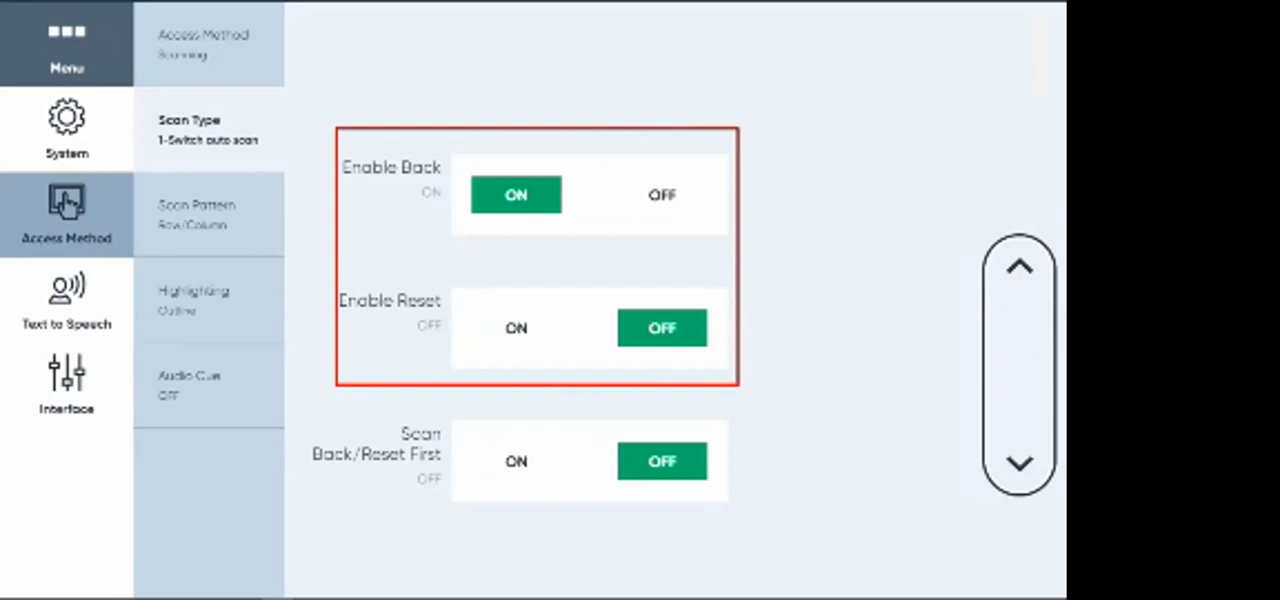 Menu
System
Access Method
Text to Speech
Interface
Access Method
Scanning
Scan Type
1-Switch auto scan
Scan Pattern
Row/Column
Highlighting
Outline
Audio Cue
OFF
Enable Back
ON
ON OFF
Enable Reset
OFF
ON OFF
Scan
Back/Reset First
OFF
ON OFF